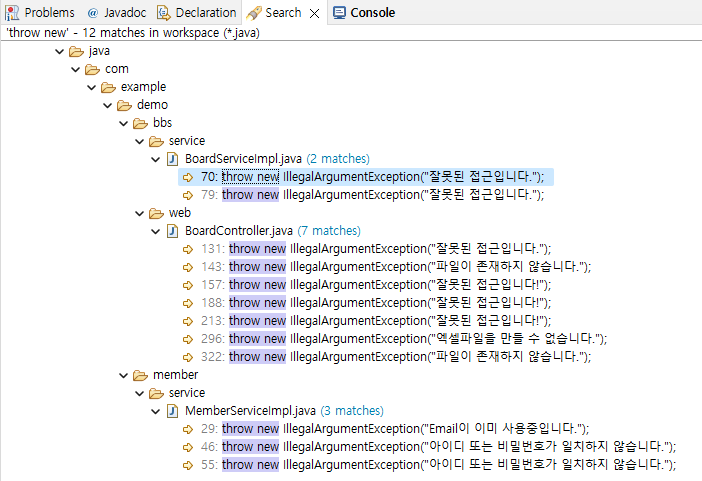 Problems @ Javadoc Declaration Search Console
'throw new' - 12 matches in workspace (*.java)
java
com
example
demo
bbs
service
BoardServiceImpl.java (2 matches)
70: throw new IllegalArgumentException("잘못된 접근입니다.");
79: throw new IllegalArgumentException("잘못된 접근입니다.");
web
BoardController.java (7 matches)
131: throw new IllegalArgumentException("잘못된 접근입니다.");
143: throw new IllegalArgumentException("파일이 존재하지 않습니다.");
157: throw new IllegalArgumentException("잘못된 접근입니다!");
188: throw new IllegalArgumentException("잘못된 접근입니다!");
213: throw new IllegalArgumentException("잘못된 접근입니다!");
296: throw new IllegalArgumentException("엑셀파일을 만들 수 없습니다.");
322: throw new IllegalArgumentException("파일이 존재하지 않습니다.");
member
service
MemberServiceImpl.java (3 matches)
29: throw new IllegalArgumentException("Email이 이미 사용중입니다.");
46: throw new IllegalArgumentException("아이디 또는 비밀번호가 일치하지 않습니다.");
55: throw new IllegalArgumentException("아이디 또는 비밀번호가 일치하지 않습니다.");